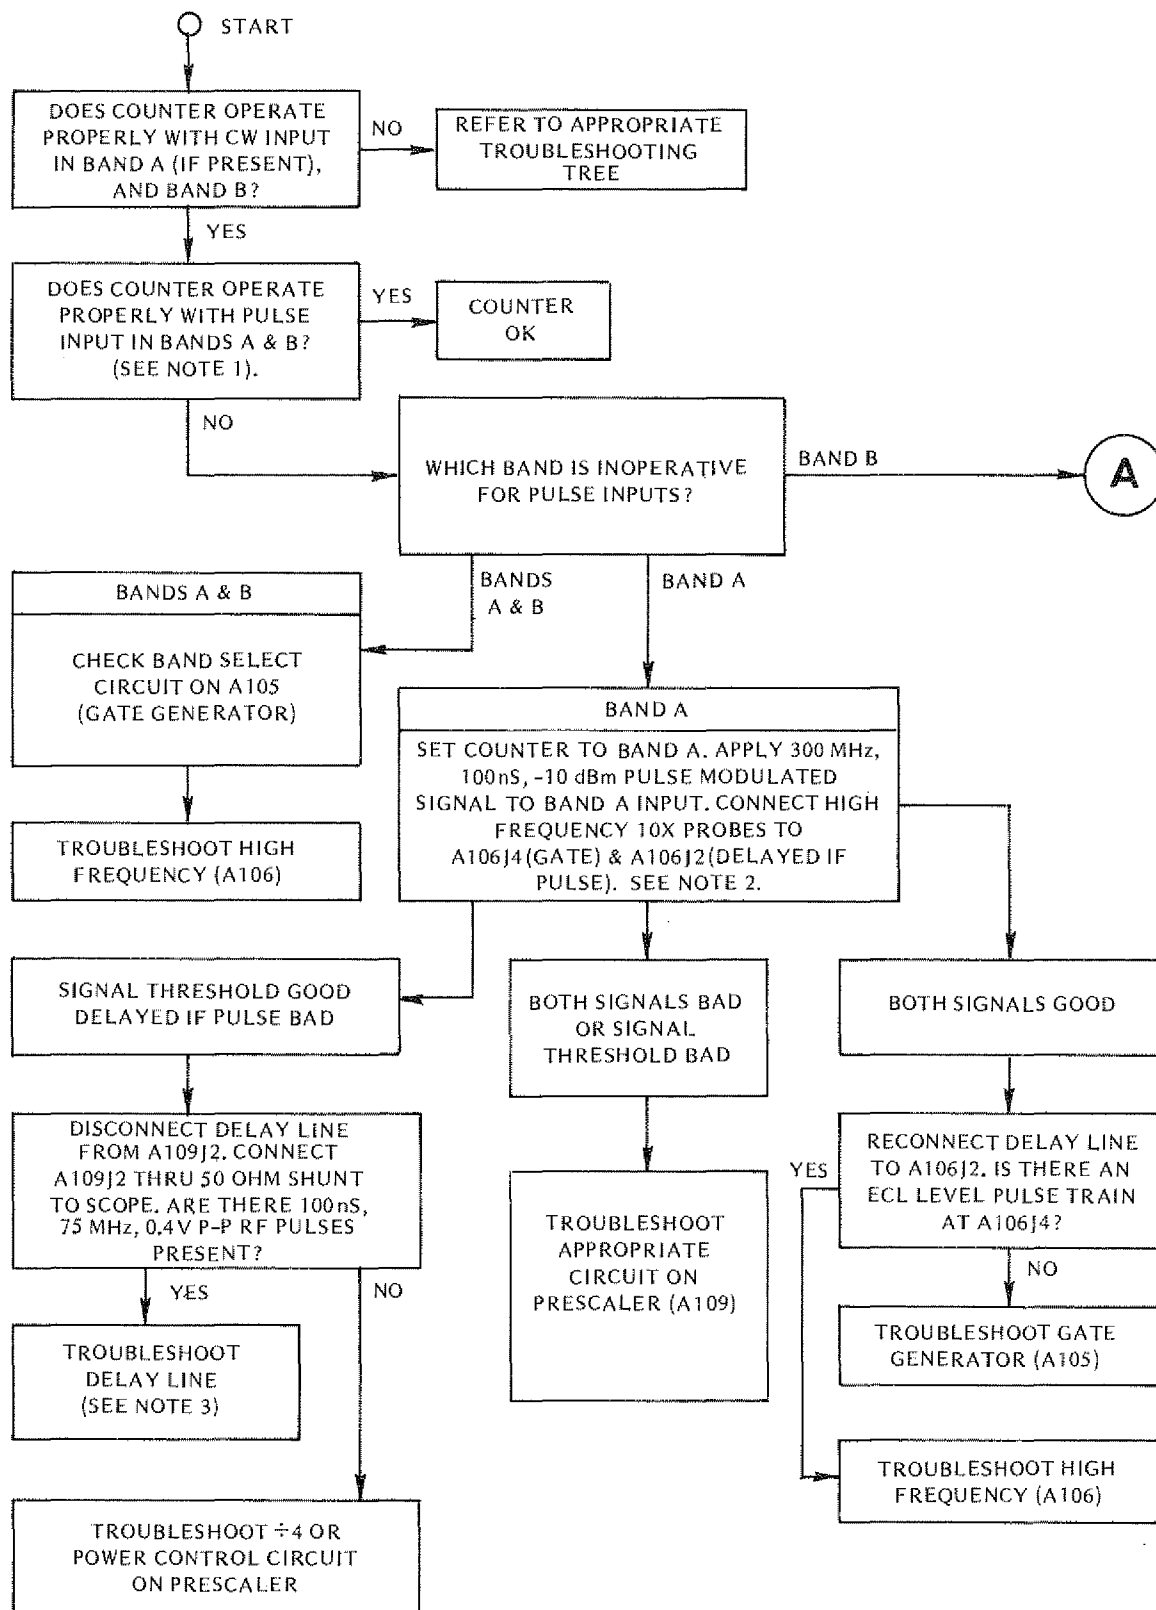 START
DOES COUNTER OPERATE
PROPERLY WITH CW INPUT
IN BAND A (IF PRESENT),
AND BAND B?
NO
REFER TO APPROPRIATE
TROUBLESHOOTING
TREE
YES
DOES COUNTER OPERATE
PROPERLY WITH PULSE
INPUT IN BANDS A & B?
(SEE NOTE 1).
YES
COUNTER
OK
NO
WHICH BAND IS INOPERATIVE
FOR PULSE INPUTS?
BAND B
A
BANDS
A & B
BAND A
BANDS A & B
CHECK BAND SELECT
CIRCUIT ON A105
(GATE GENERATOR)
TROUBLESHOOT HIGH
FREQUENCY (A106)
BAND A
SET COUNTER TO BAND A. APPLY 300 MHz,
100nS, -10 dBm PULSE MODULATED
SIGNAL TO BAND A INPUT. CONNECT HIGH
FREQUENCY 10X PROBES TO
A106J4(GATE) & A106J2(DELAYED IF
PULSE). SEE NOTE 2.
SIGNAL THRESHOLD GOOD
DELAYED IF PULSE BAD
BOTH SIGNALS BAD
OR SIGNAL
THRESHOLD BAD
BOTH SIGNALS GOOD
DISCONNECT DELAY LINE
FROM A109J2. CONNECT
A109J2 THRU 50 OHM SHUNT
TO SCOPE. ARE THERE 100nS,
75 MHz, 0.4V P-P RF PULSES
PRESENT?
YES
NO
TROUBLESHOOT
DELAY LINE
(SEE NOTE 3)
TROUBLESHOOT ÷4 OR
POWER CONTROL CIRCUIT
ON PRESCALER
TROUBLESHOOT
APPROPRIATE
CIRCUIT ON
PRESCALER (A109)
YES
RECONNECT DELAY LINE
TO A106J2. IS THERE AN
ECL LEVEL PULSE TRAIN
AT A106J4?
NO
TROUBLESHOOT GATE
GENERATOR (A105)
TROUBLESHOOT HIGH
FREQUENCY (A106)